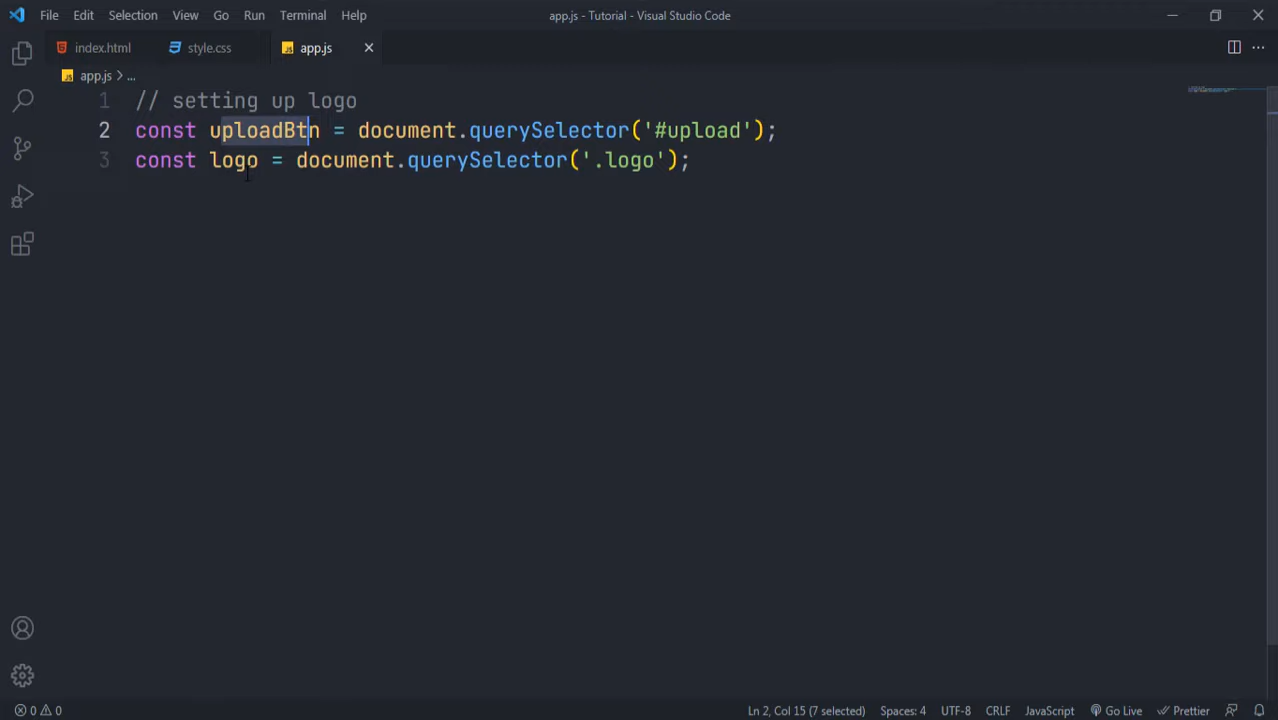 File Edit Selection View Go Run Terminal Help app.js - Tutorial - Visual Studio Code
index.html style.css JS app.js
JS app.js > ...
1 // setting up logo
2 const uploadBtn = document.querySelector('#upload');
3 const logo = document.querySelector('.logo');
0 0 Ln 2, Col 15 (7 selected) Spaces: 4 UTF-8 CRLF JavaScript Go Live Prettier